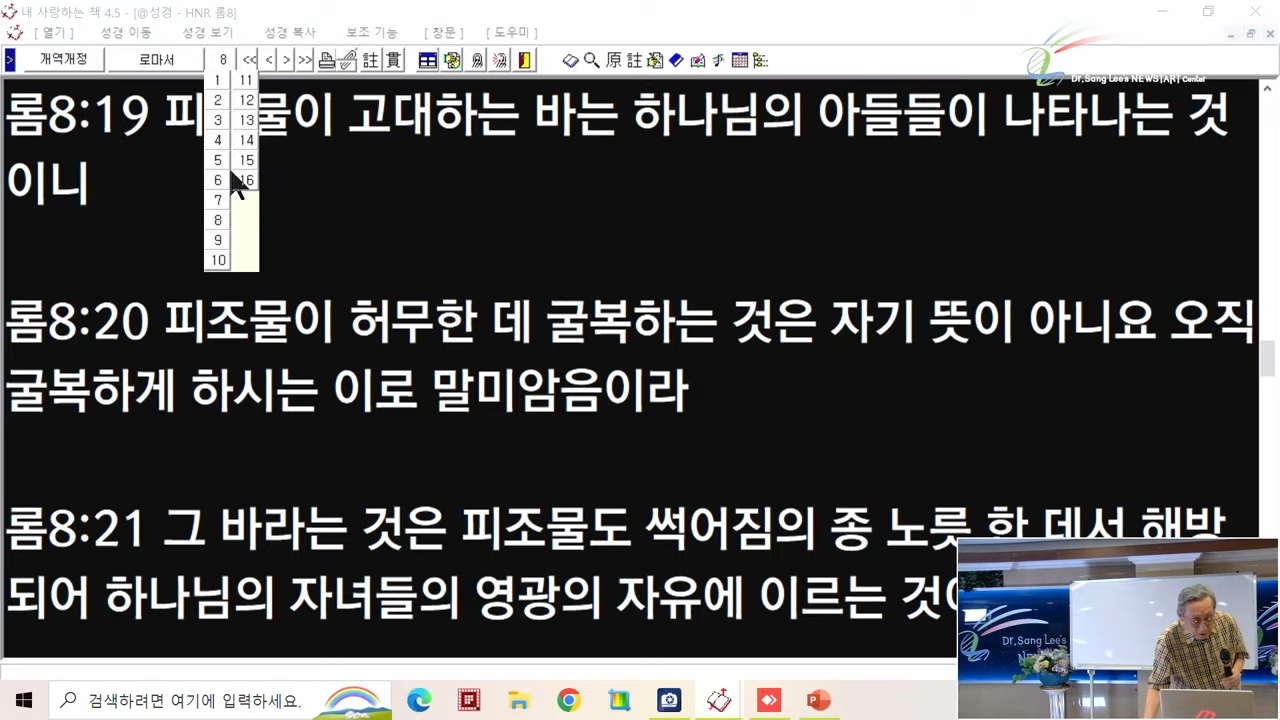 내 사랑하는 책 4.5 - [@성경 - HNR 롬8]
[ 열기 ] 성경 이동 성경 보기 성경 복사 보조 기능 [ 창문 ] [ 도우미 ]
개역개정 로마서 8 << < > >> 註 貫 原 註
Dr.Sang Lee's NEWSTART Center
1 11
2 12
3 13
4 14
5 15
6 16
7
8
9
10
롬8:19 피 물이 고대하는 바는 하나님의 아들들이 나타나는 것
이니
롬8:20 피조물이 허무한 데 굴복하는 것은 자기 뜻이 아니요 오직
굴복하게 하시는 이로 말미암음이라
롬8:21 그 바라는 것은 피조물도 썩어짐의 종 노릇 한 데서 해방
되어 하나님의 자녀들의 영광의 자유에 이르는
Dr.Sang Lee's
검색하려면 여기에 입력하세요.